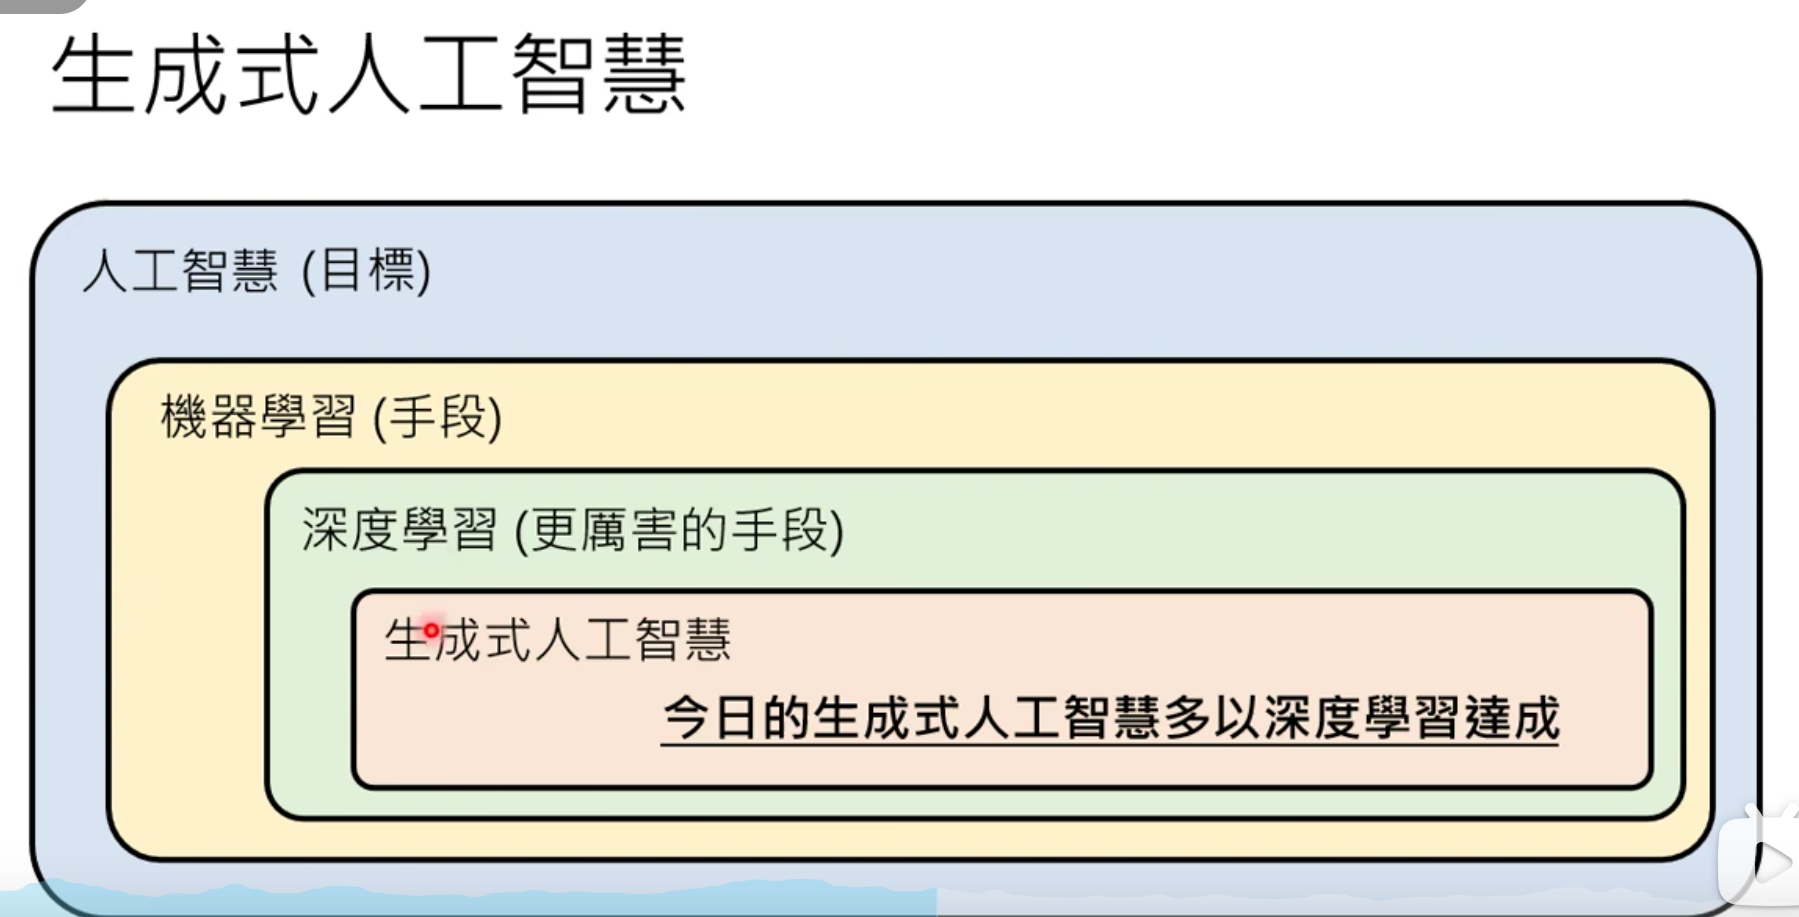 生成式人工智慧
人工智慧 (目標)
機器學習 (手段)
深度學習 (更厲害的手段)
生成式人工智慧
今日的生成式人工智慧多以深度學習達成